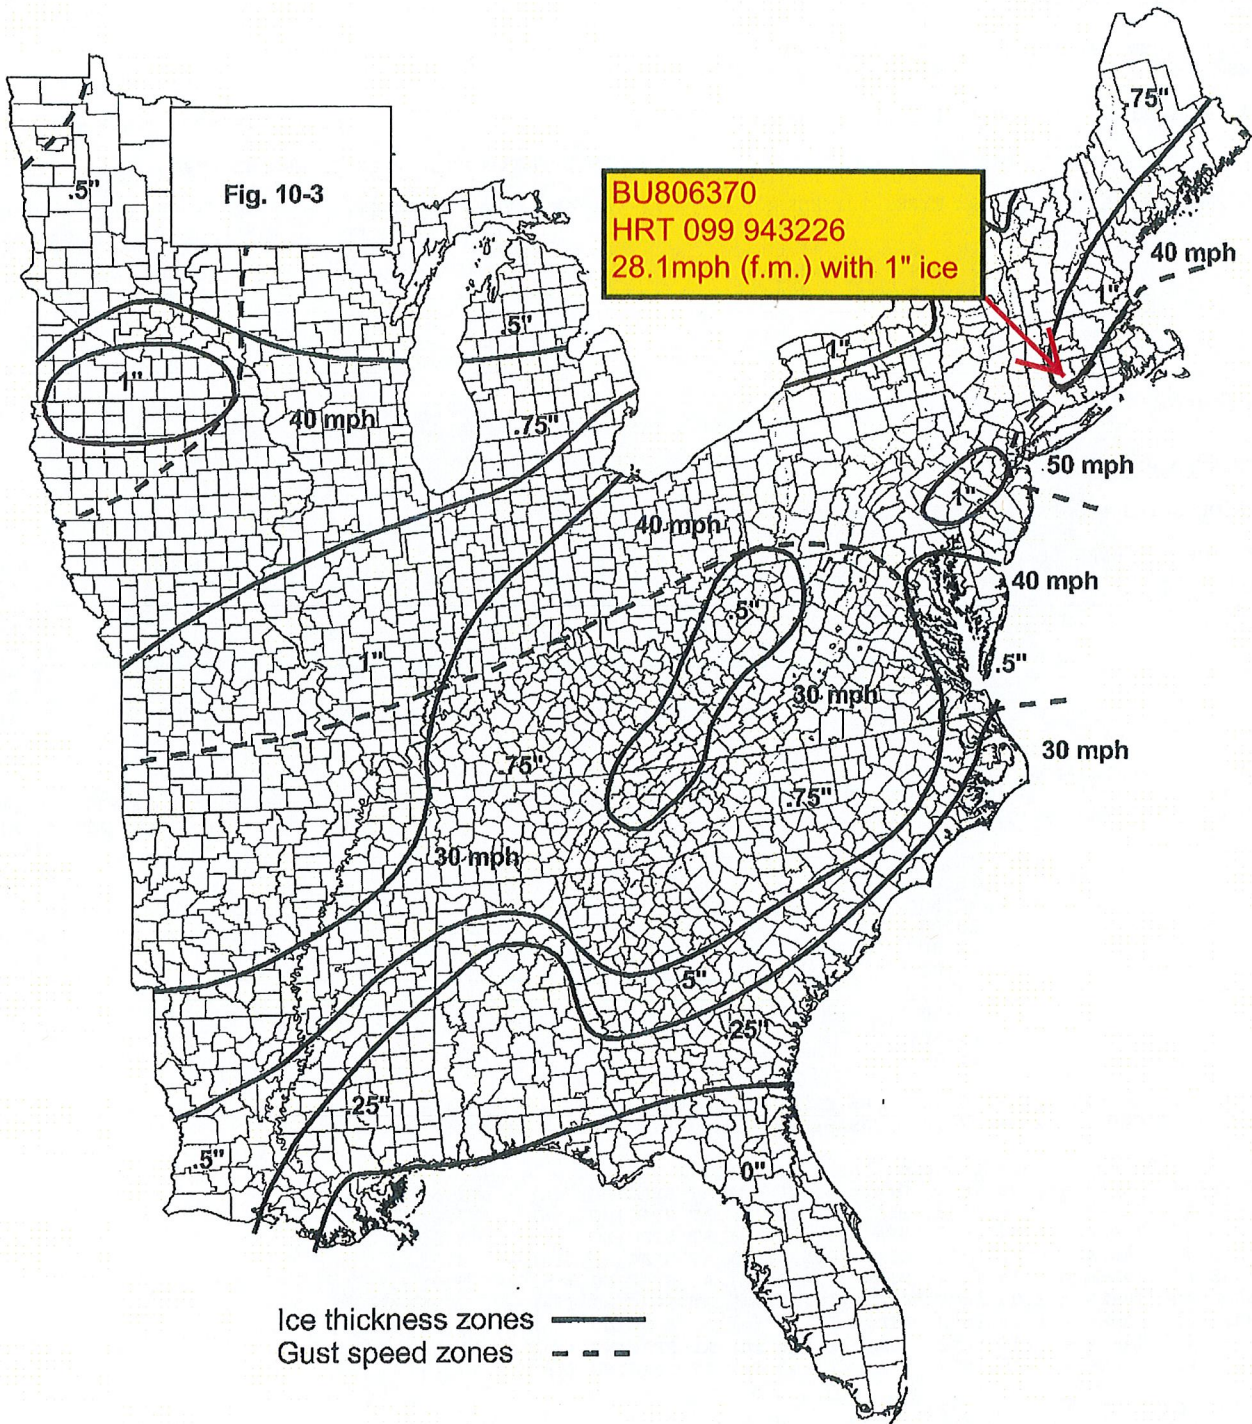 .75"
Fig. 10-3
.5"
BU806370
HRT 099 943226
28.1mph (f.m.) with 1" ice
40 mph
1"
.5"
1"
1"
40 mph
.75"
50 mph
1"
40 mph
40 mph
.5"
1"
.5"
30 mph
30 mph
.75"
.75"
30 mph
.5"
.25"
.25"
.5"
0"
Ice thickness zones
Gust speed zones